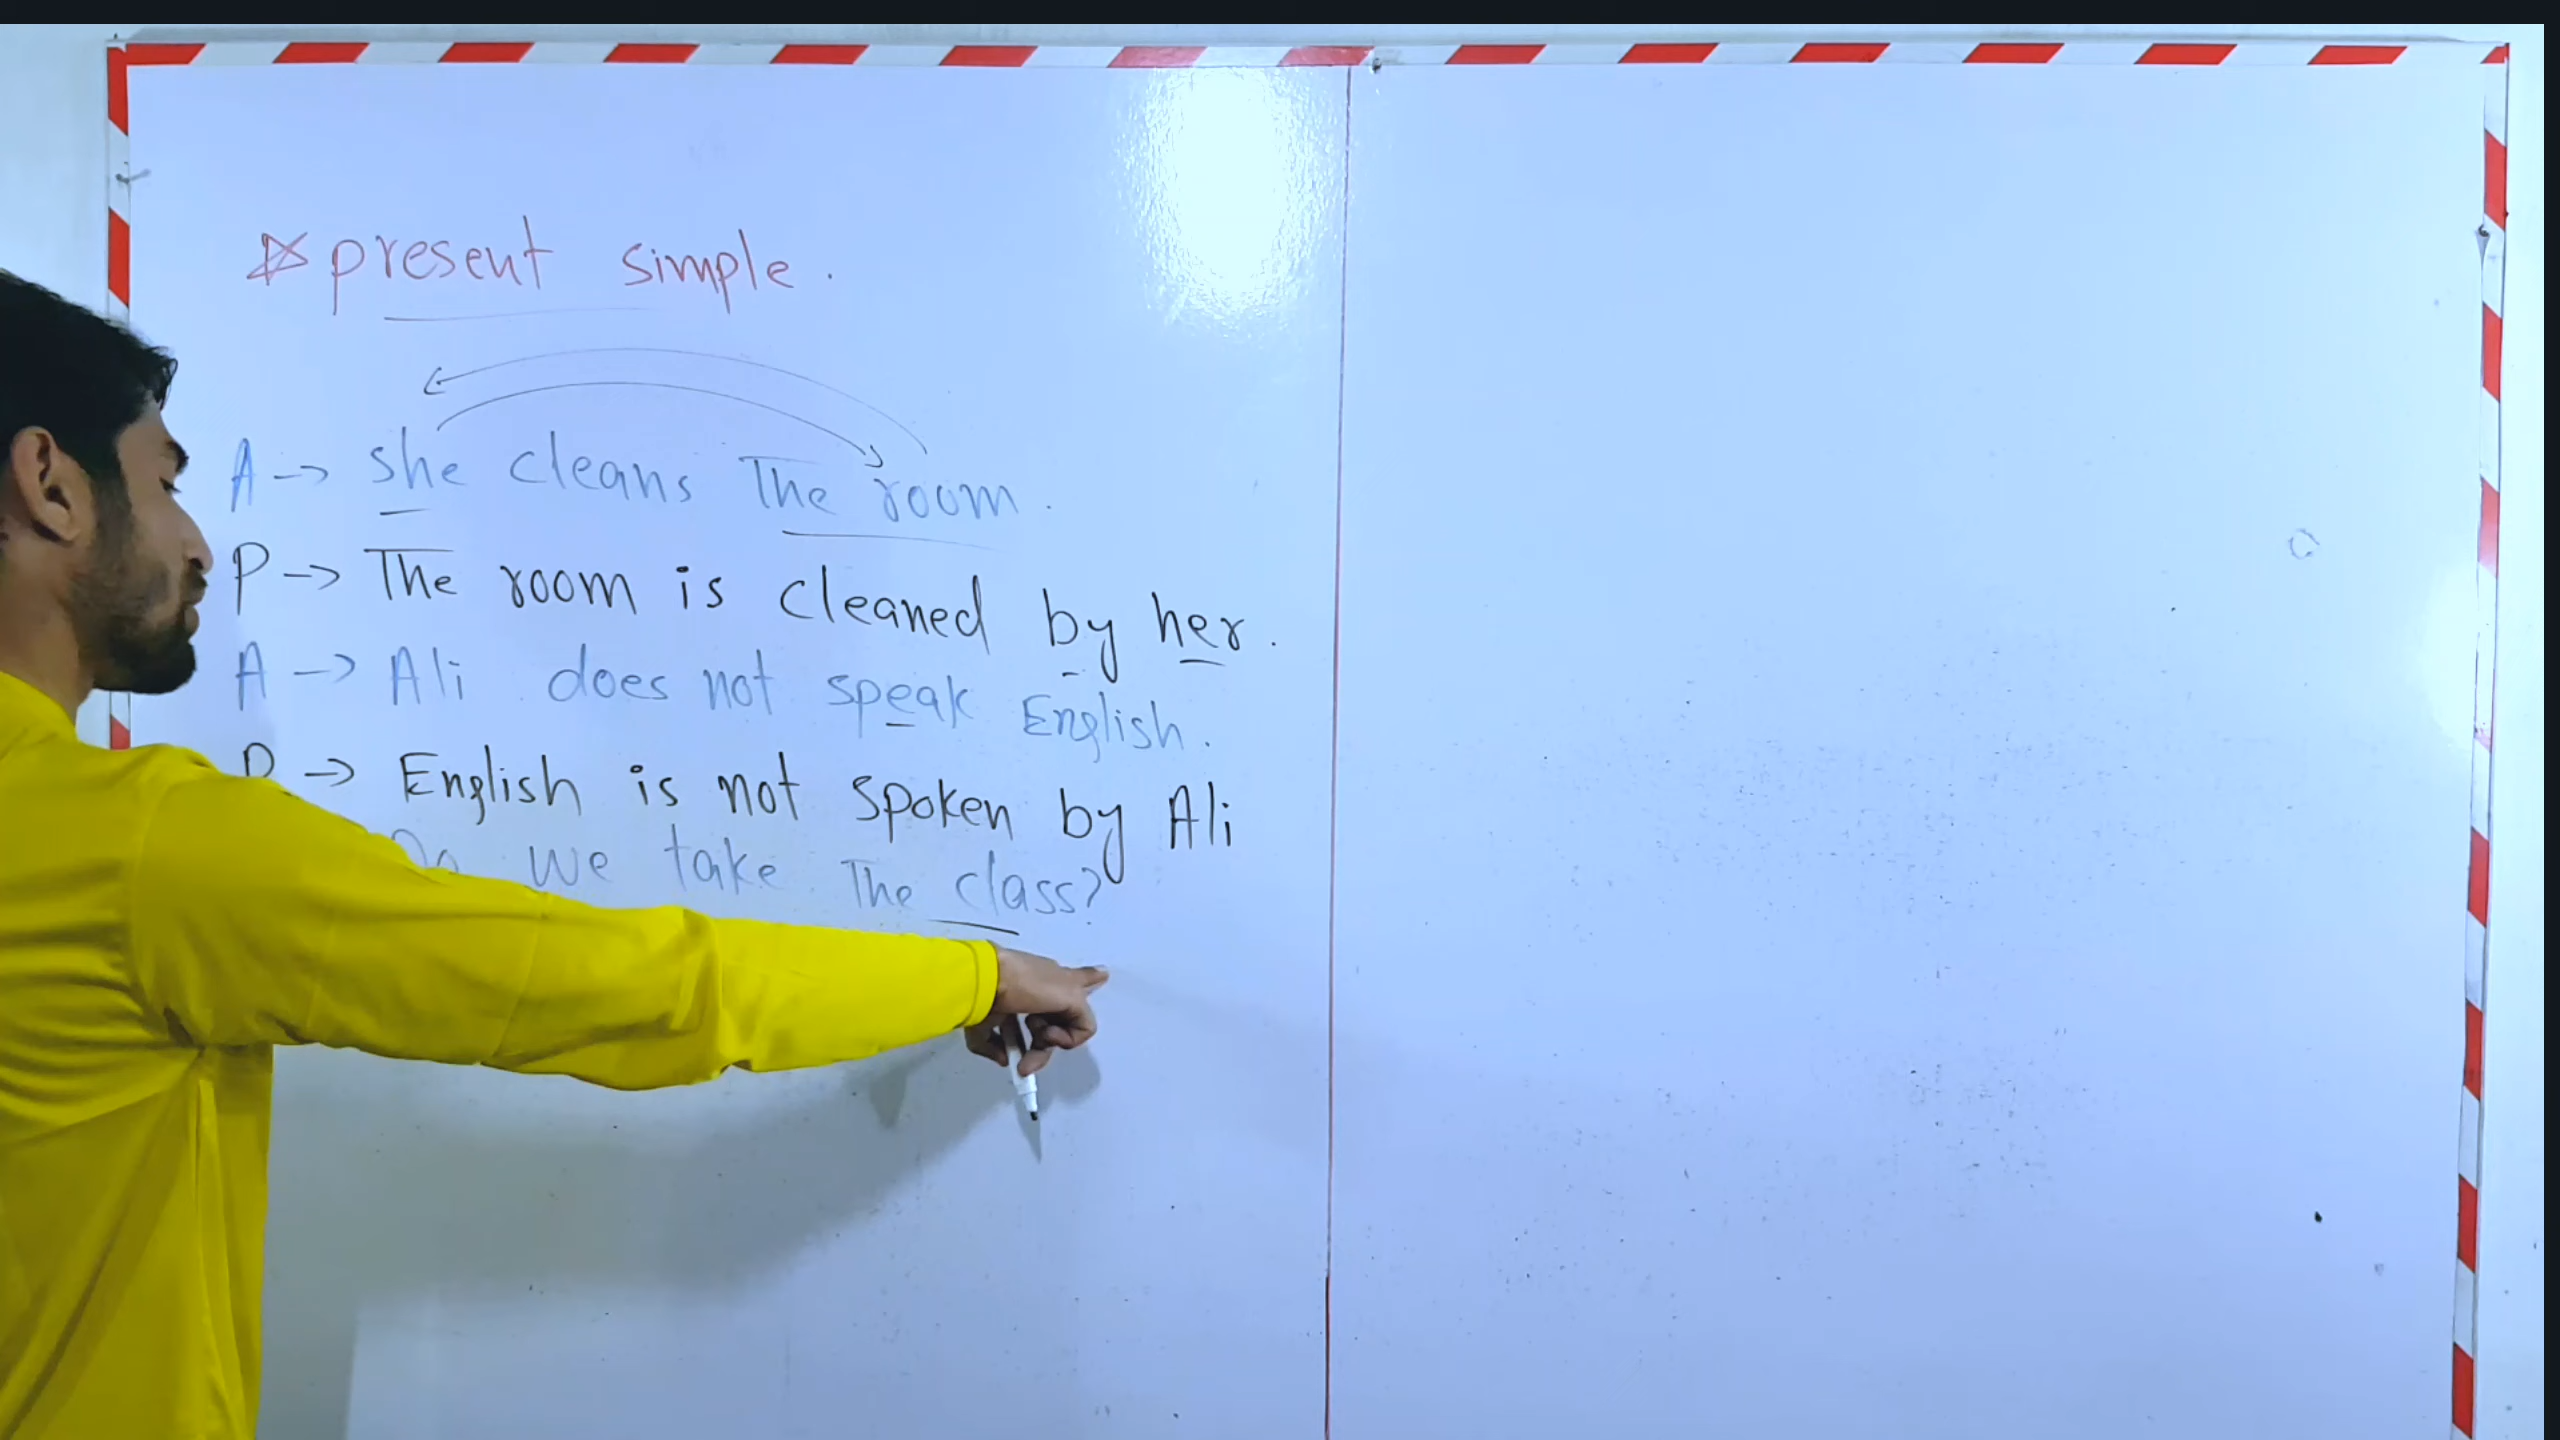 present simple.
A → she cleans The room.
P → The room is cleaned by her.
A → Ali does not speak English.
P → English is not spoken by Ali
Do we take The class?